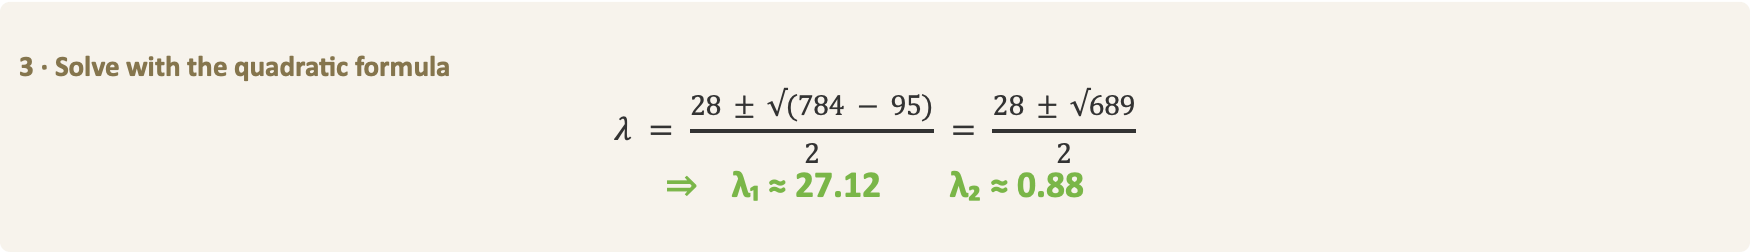 3 · Solve with the quadratic formula
λ = (28 ± √(784 − 95))/2 = (28 ± √689)/2
⇒ λ₁ ≈ 27.12 λ₂ ≈ 0.88